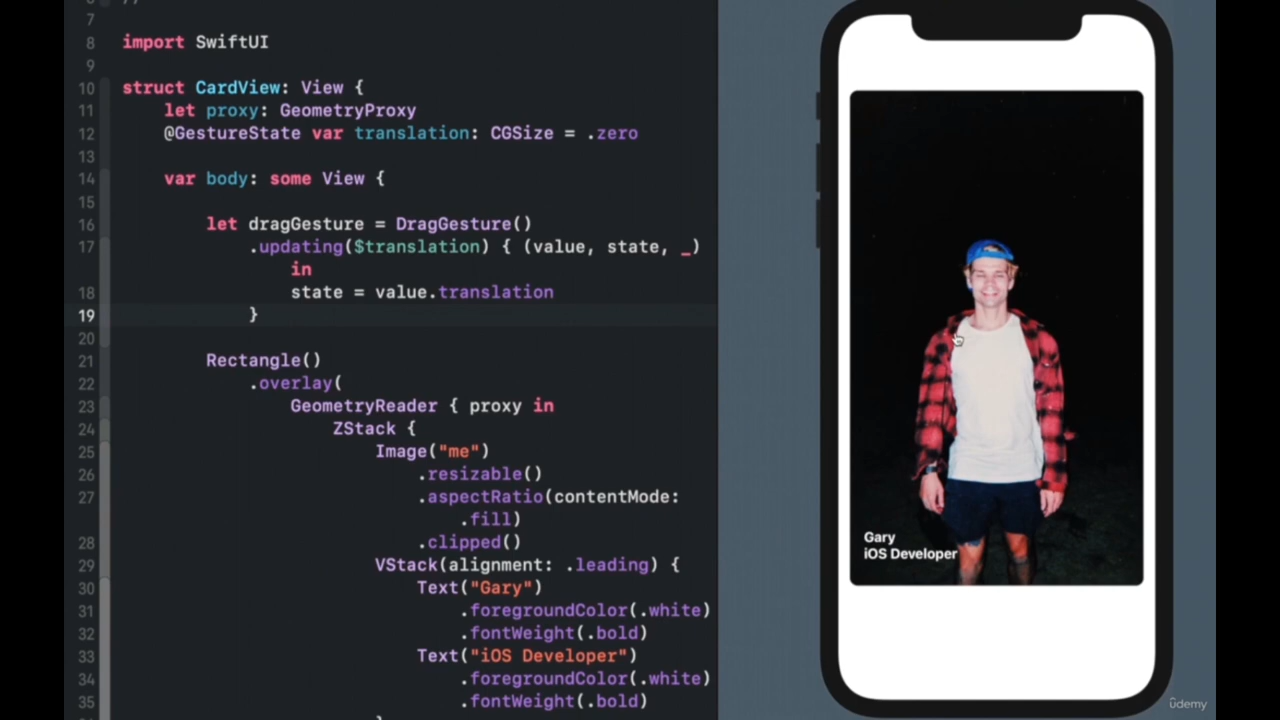 7
8 import SwiftUI
9
10 struct CardView: View {
11 let proxy: GeometryProxy
12 @GestureState var translation: CGSize = .zero
13
14 var body: some View {
15
16 let dragGesture = DragGesture()
17 .updating($translation) { (value, state, _)
in
18 state = value.translation
19 }
20
21 Rectangle()
22 .overlay(
23 GeometryReader { proxy in
24 ZStack {
25 Image("me")
26 .resizable()
27 .aspectRatio(contentMode:
.fill)
28 .clipped()
29 VStack(alignment: .leading) {
30 Text("Gary")
31 .foregroundColor(.white)
32 .fontWeight(.bold)
33 Text("iOS Developer")
34 .foregroundColor(.white)
35 .fontWeight(.bold)
Gary
iOS Developer
ûdemy